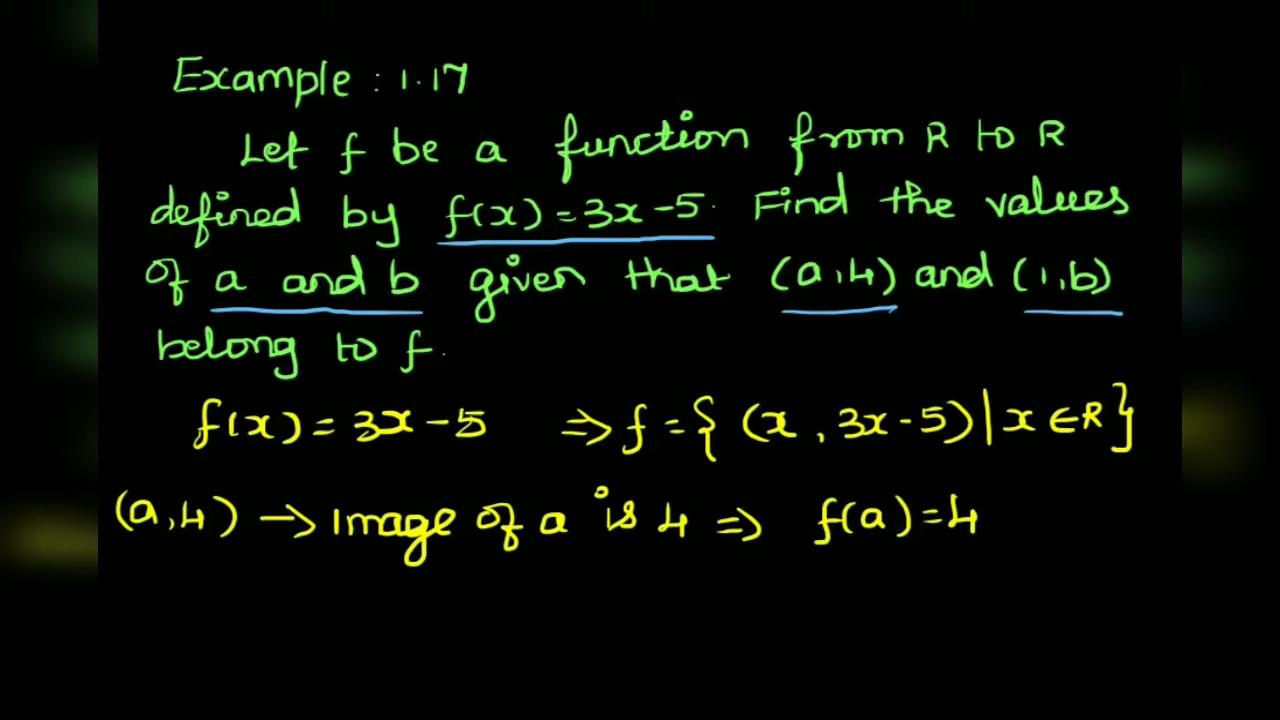 Example : 1.17
Let f be a function from R to R
defined by f(x) = 3x - 5. Find the values
of a and b given that (a,4) and (1,b)
belong to f.
f(x) = 3x - 5 ⇒ f = { (x, 3x - 5) | x ∈ R }
(a,4) → Image of a is 4 ⇒ f(a) = 4